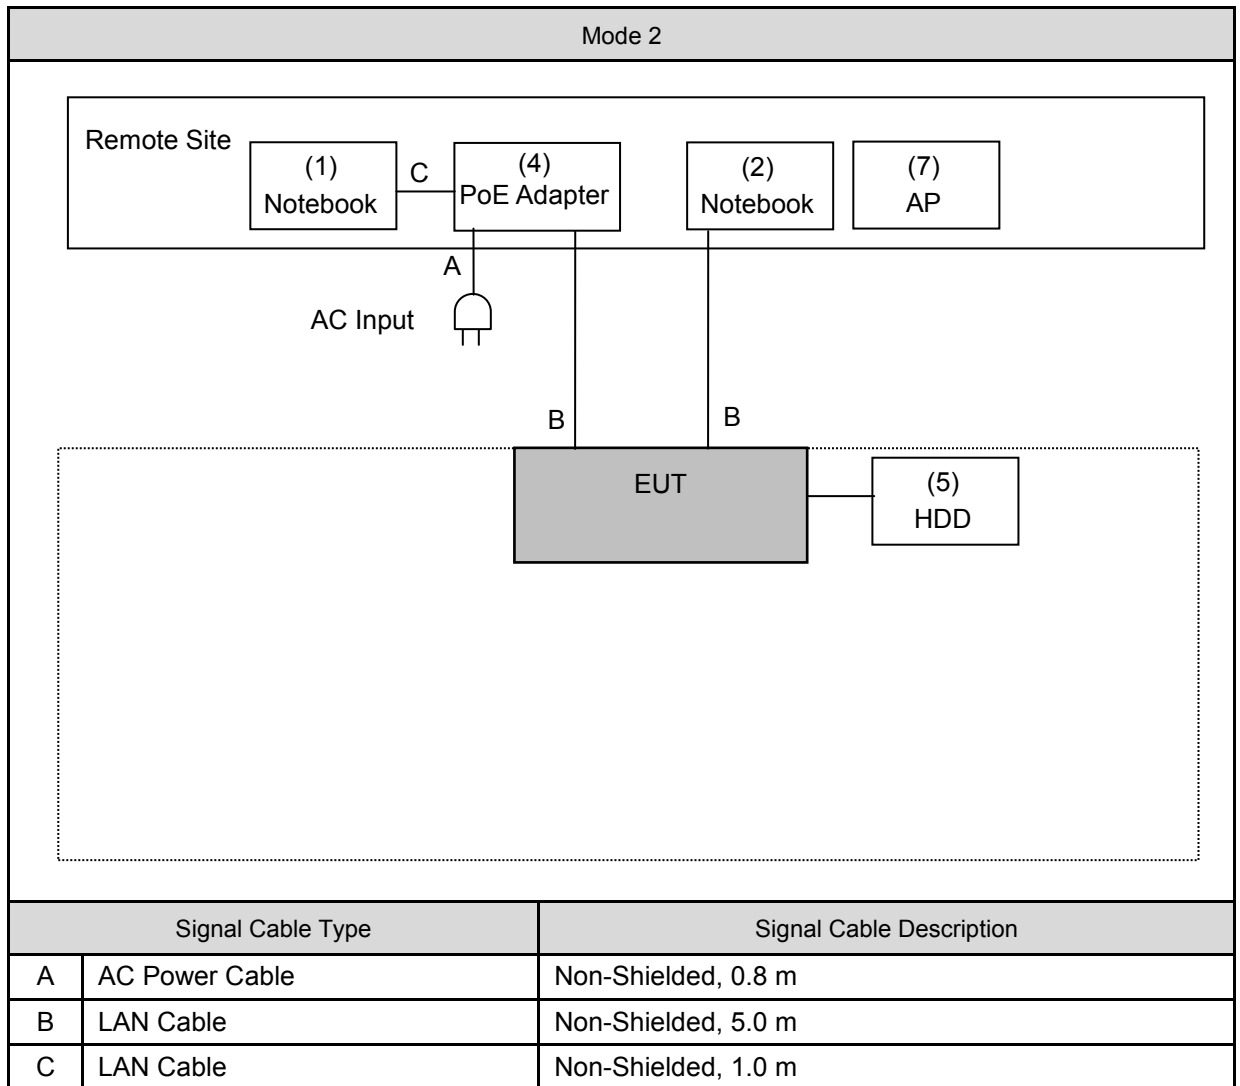 Mode 2
Remote Site
(1)
Notebook
C
(4)
PoE Adapter
(2)
Notebook
(7)
AP
A
AC Input
B
B
EUT
(5)
HDD
Signal Cable Type
Signal Cable Description
A
AC Power Cable
Non-Shielded, 0.8 m
B
LAN Cable
Non-Shielded, 5.0 m
C
LAN Cable
Non-Shielded, 1.0 m